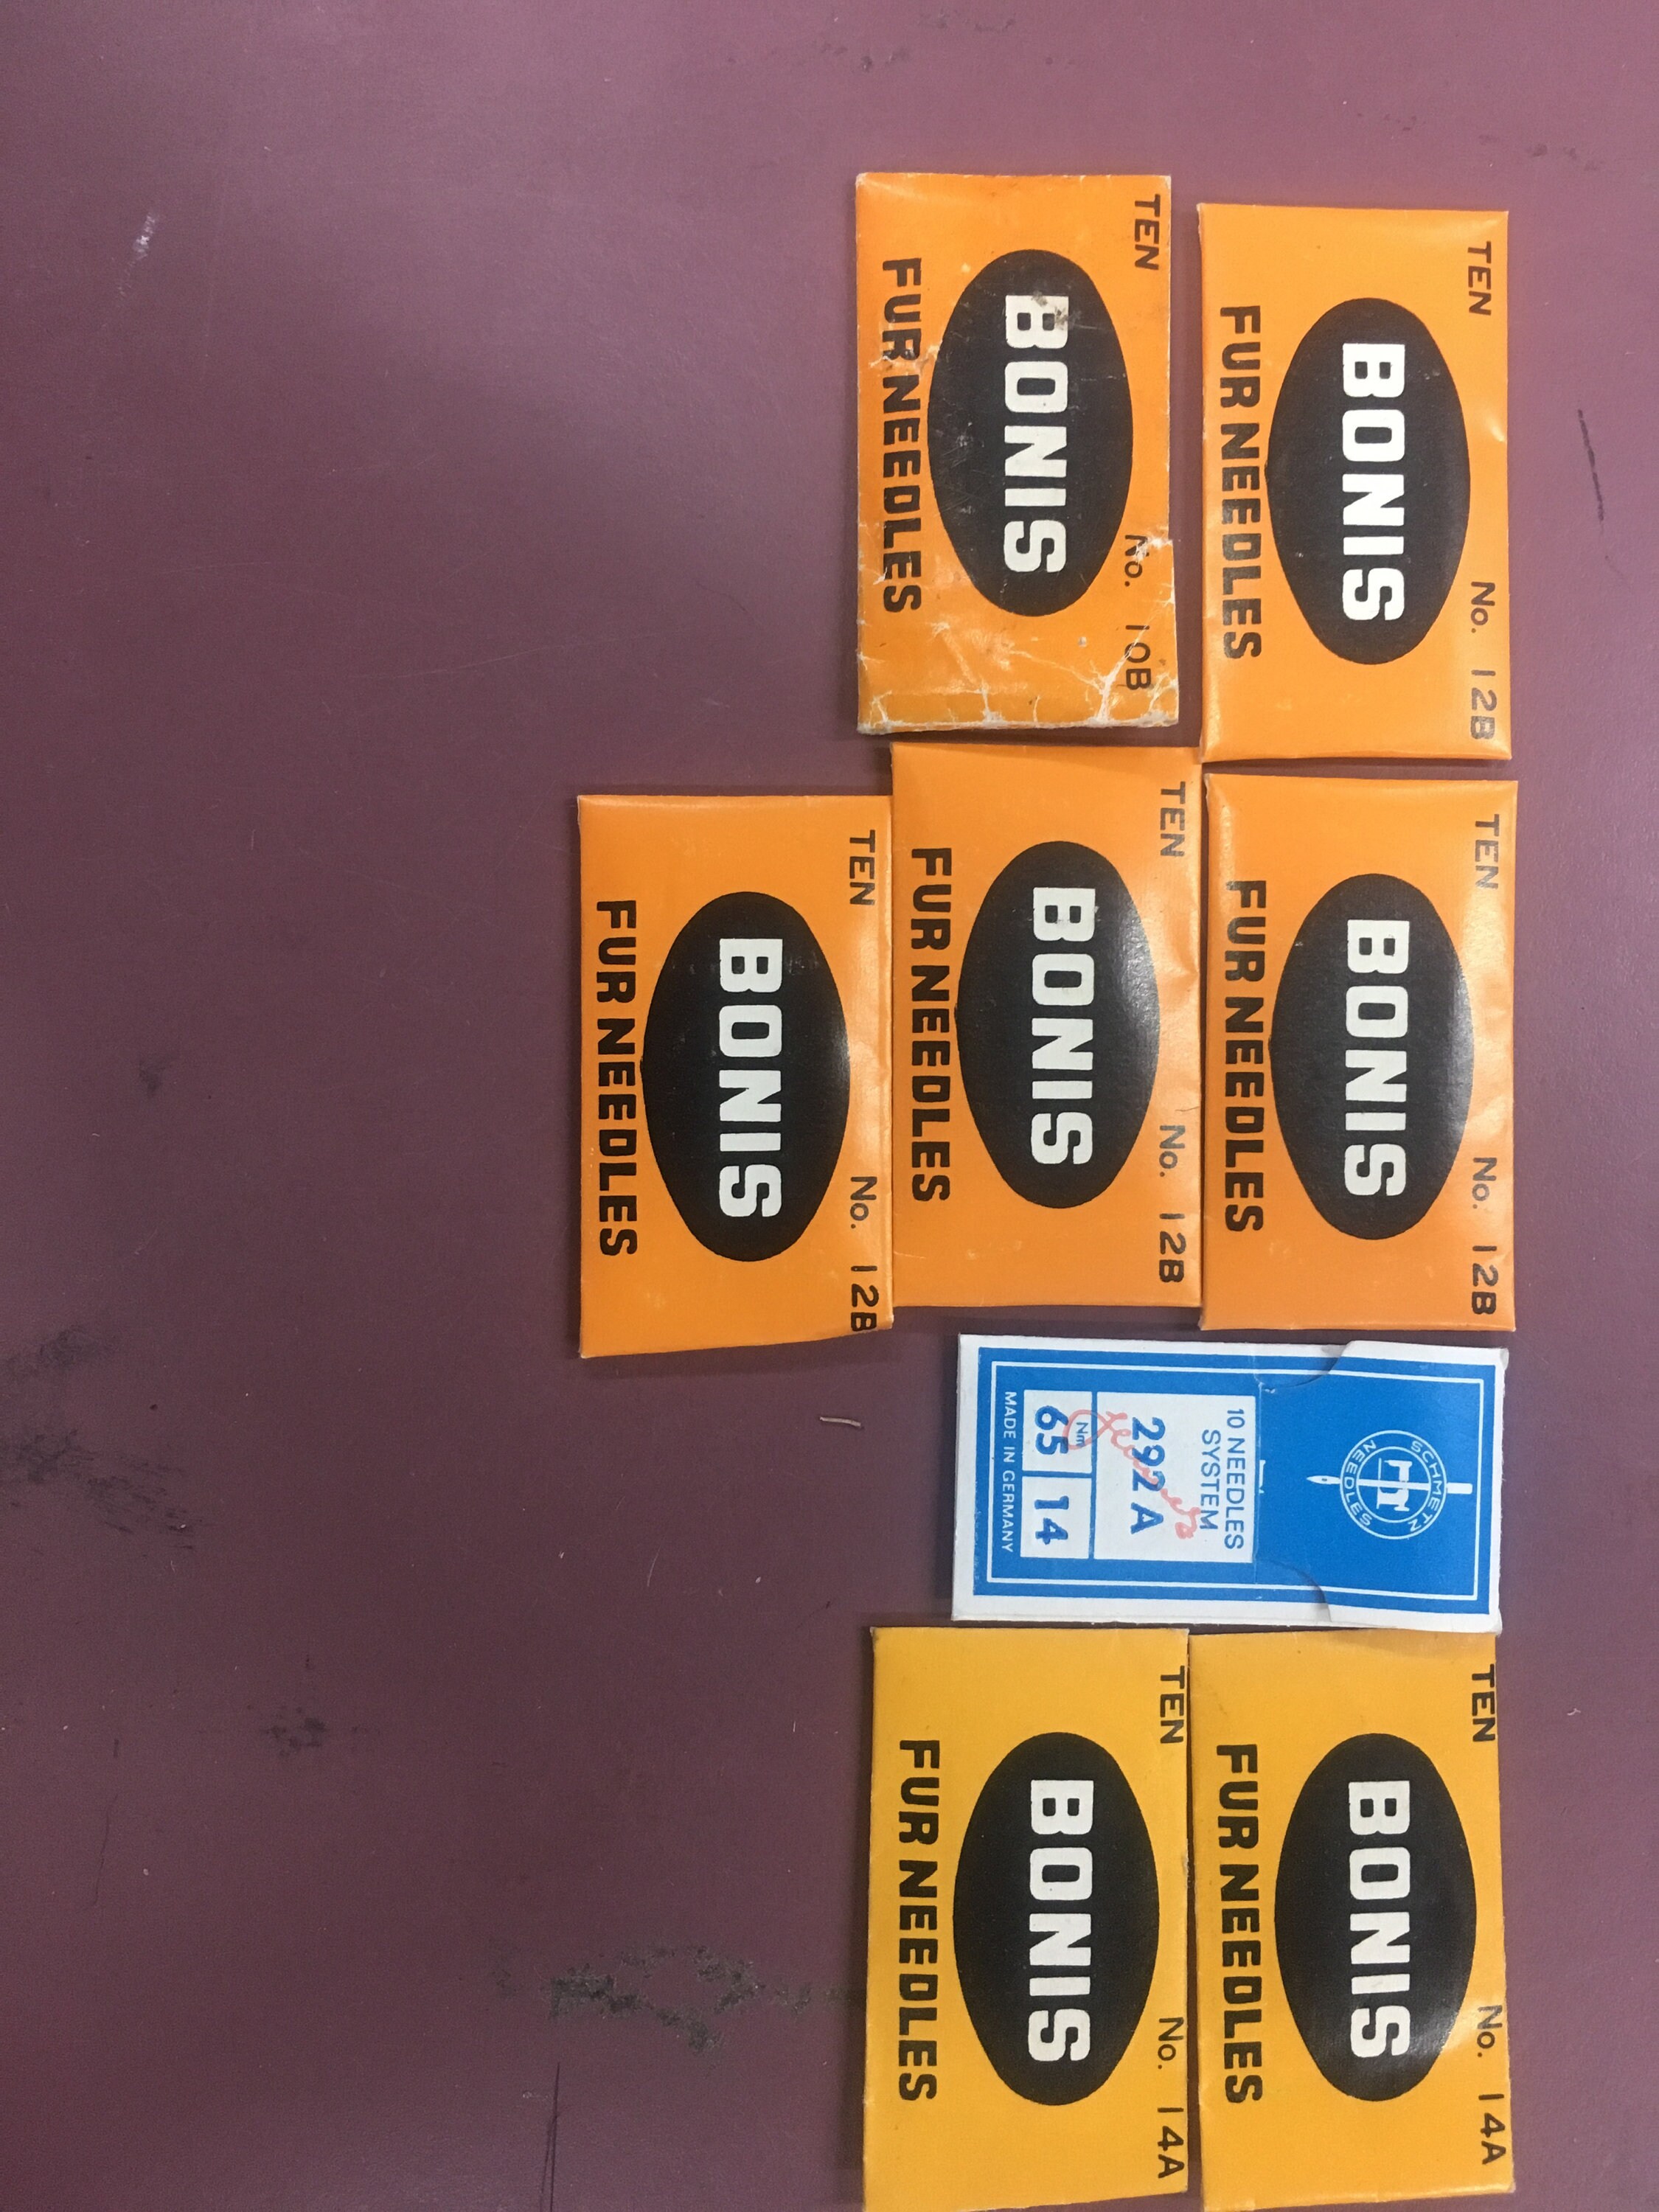 TEN No. 12B
BONIS
FUR NEEDLES
TEN No. 12B
BONIS
FUR NEEDLES
SCHMETZ
NEEDLES
10 NEEDLES
SYSTEM
292 A
Nm
65 14
MADE IN GERMANY
TEN No. 14A
BONIS
FUR NEEDLES
TEN No. 10B
BONIS
FUR NEEDLES
TEN No. 12B
BONIS
FUR NEEDLES
TEN No. 14A
BONIS
FUR NEEDLES
TEN No. 12B
BONIS
FUR NEEDLES